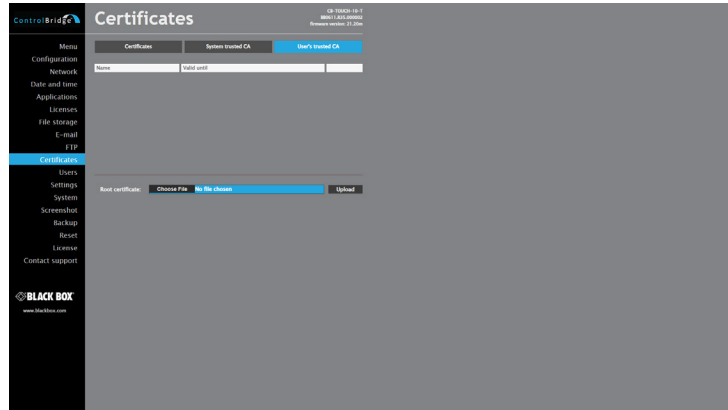 ControlBridge
Certificates
CB-TOUCH-10-T
firmware version: 21.20m
Certificates System trusted CA User's trusted CA
Name Valid until
Menu
Configuration
Network
Date and time
Applications
Licenses
File storage
E-mail
FTP
Certificates
Users
Settings
System
Screenshot
Backup
Reset
License
Contact support
Root certificate: Choose File No file chosen Upload
BLACK BOX
www.blackbox.com